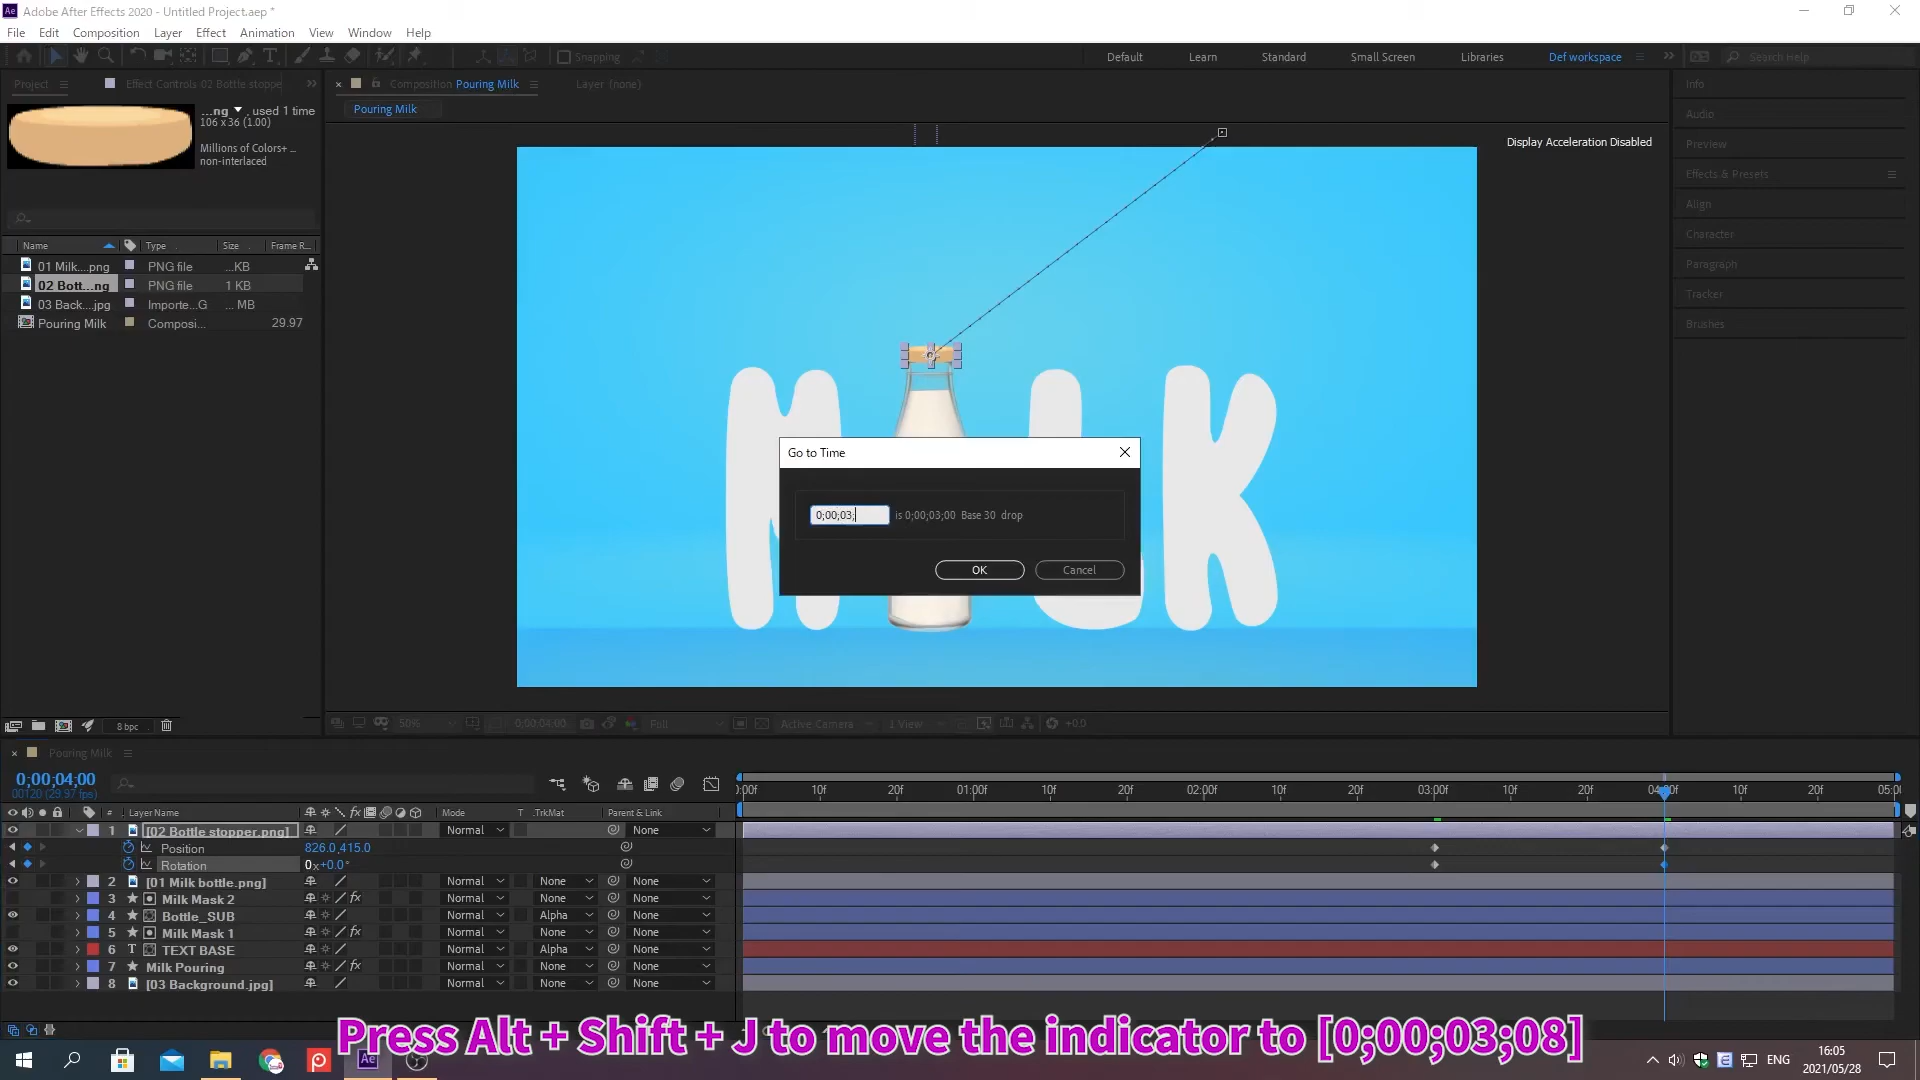 Adobe After Effects 2020 - Untitled Project.aep *
File Edit Composition Layer Effect Animation View Window Help
Snapping
Default Learn Standard Small Screen Libraries Def workspace Search Help
Project Effect Controls 02 Bottle stoppe
Composition Pouring Milk Layer (none)
Pouring Milk
...ng , used 1 time
106 x 36 (1.00)
Millions of Colors+ ...
non-interlaced
Display Acceleration Disabled
Info
Audio
Preview
Effects & Presets
Align
Character
Paragraph
Tracker
Brushes
Name Type Size Frame R...
01 Milk....png PNG file ...KB
02 Bott...ng PNG file 1 KB
03 Back....jpg Importe...G ... MB
Pouring Milk Composi... 29.97
Go to Time
0;00;03; is 0;00;03;00 Base 30 drop
OK Cancel
8 bpc
50% 0;00;04;00 Full Active Camera 1 View +0.0
Pouring Milk
0;00;04;00
00120 (29.97 fps)
):00f 10f 20f 01:00f 10f 20f 02:00f 10f 20f 03:00f 10f 20f 04:00f 10f 20f 05:0
# Layer Name Mode T .TrkMat Parent & Link
1 [02 Bottle stopper.png] Normal None
Position 826.0,415.0
Rotation 0x+0.0°
2 [01 Milk bottle.png] Normal None None
3 Milk Mask 2 fx Normal None None
4 Bottle_SUB Normal Alpha None
5 Milk Mask 1 fx Normal None None
6 T TEXT BASE Normal Alpha None
7 Milk Pouring fx Normal None None
8 [03 Background.jpg] Normal None None
Press Alt + Shift + J to move the indicator to [0;00;03;08]
Ae
ENG
16:05
2021/05/28